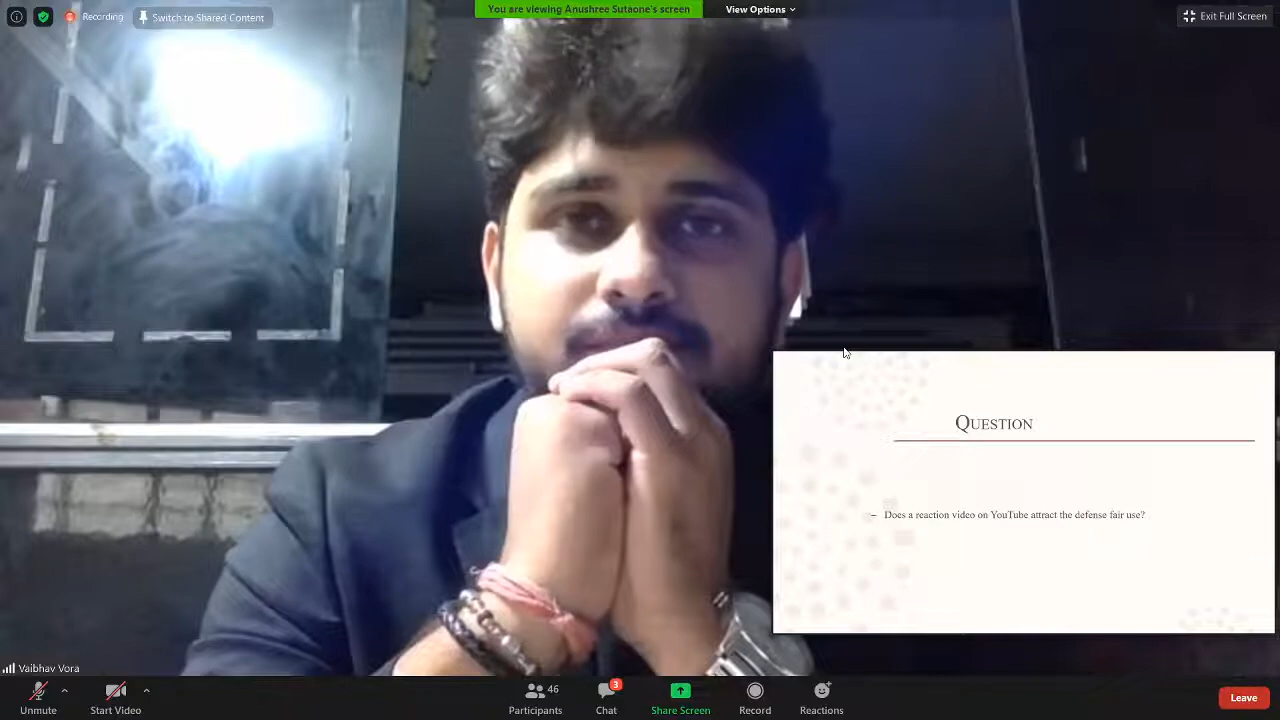 Recording
Switch to Shared Content
You are viewing Anushree Sutaone's screen
View Options
Exit Full Screen
QUESTION
– Does a reaction video on YouTube attract the defense fair use?
Vaibhav Vora
Unmute
Start Video
46
Participants
3
Chat
Share Screen
Record
Reactions
Leave